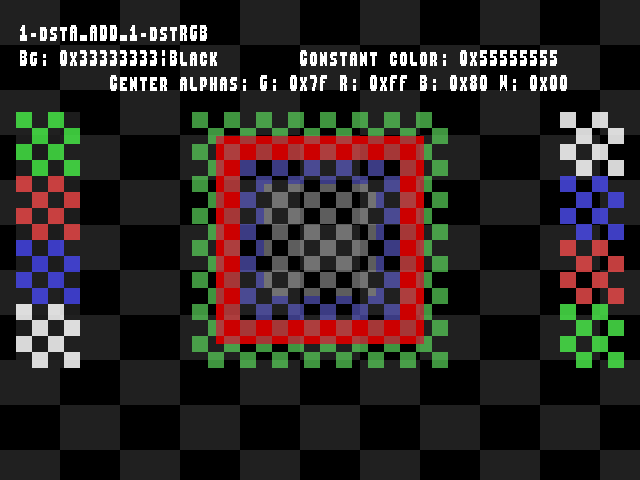 1-dstA_ADD_1-dstRGB
Bg: 0x33333333;Black Constant color: 0x55555555
Center alphas: G: 0x7f R: 0xff B: 0x80 W: 0x00